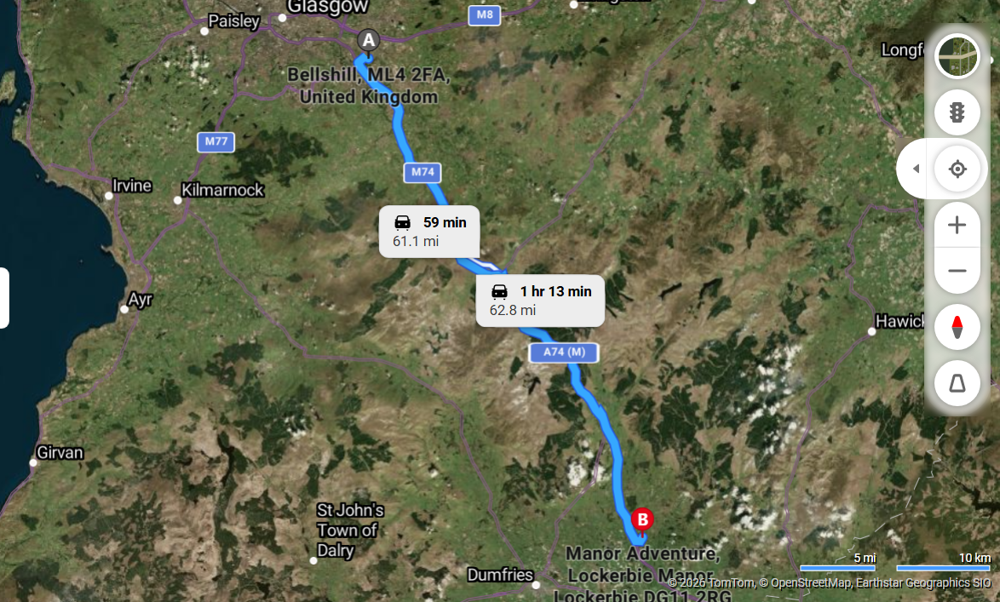 Glasgow
Paisley
M8
A
Longf
Bellshill, ML4 2FA,
United Kingdom
M77
M74
Irvine
Kilmarnock
59 min
61.1 mi
1 hr 13 min
62.8 mi
Ayr
Hawick
A74 (M)
Girvan
B
St John's
Town of
Dalry
Manor Adventure,
Lockerbie Manor,
Lockerbie DG11 2RG
Dumfries
5 mi
10 km
© 2026 TomTom, © OpenStreetMap, Earthstar Geographics SIO